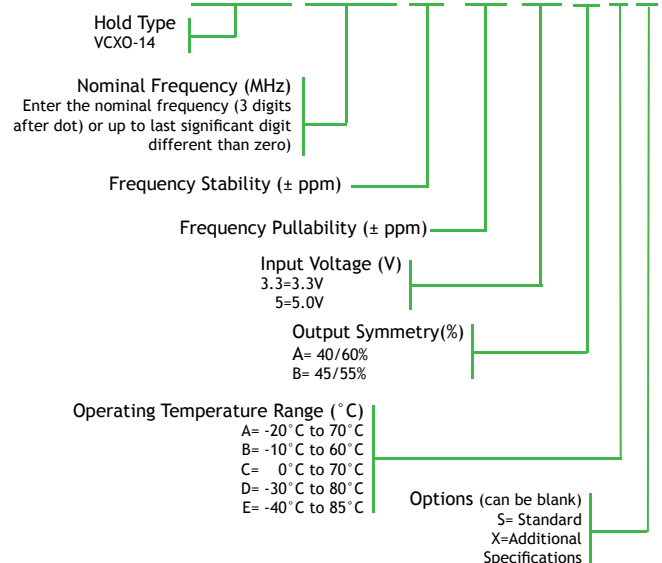 Hold Type
VCXO-14
Nominal Frequency (MHz)
Enter the nominal frequency (3 digits
after dot) or up to last significant digit
different than zero)
Frequency Stability (± ppm)
Frequency Pullability (± ppm)
Input Voltage (V)
3.3=3.3V
5=5.0V
Output Symmetry(%)
A= 40/60%
B= 45/55%
Operating Temperature Range (°C)
A= -20°C to 70°C
B= -10°C to 60°C
C= 0°C to 70°C
D= -30°C to 80°C
E= -40°C to 85°C
Options (can be blank)
S= Standard
X=Additional
Specifications